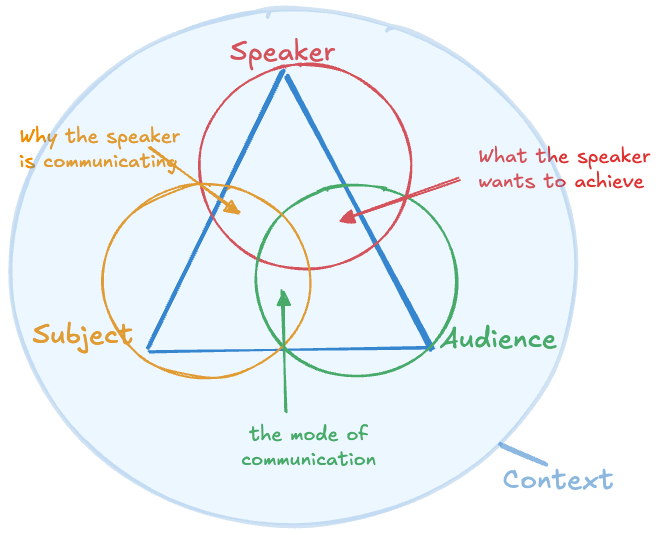 Speaker
Why the speaker
is communicating
What the speaker
wants to achieve
Subject
Audience
the mode of
communication
Context